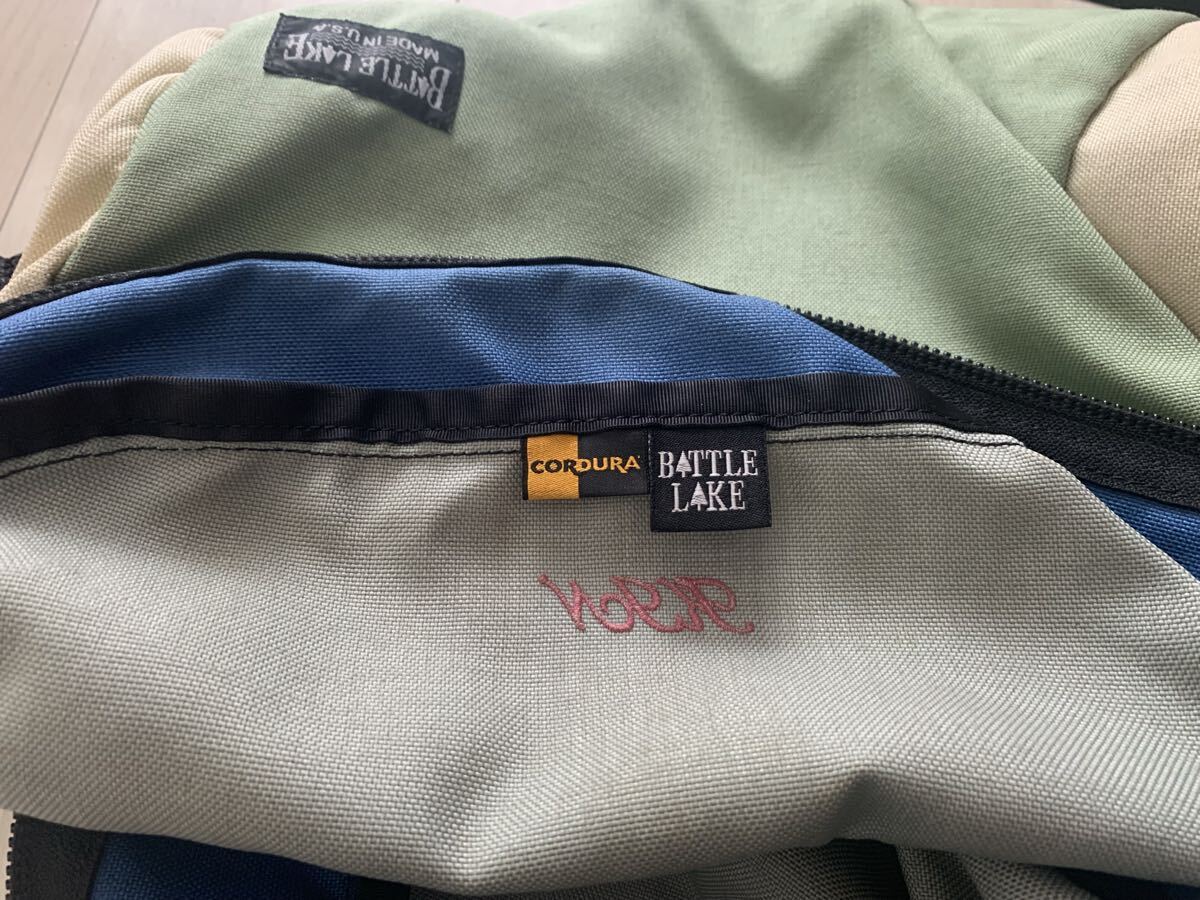 BATTLE LAKE
MADE IN U.S.A
CORDURA
BATTLE
LAKE